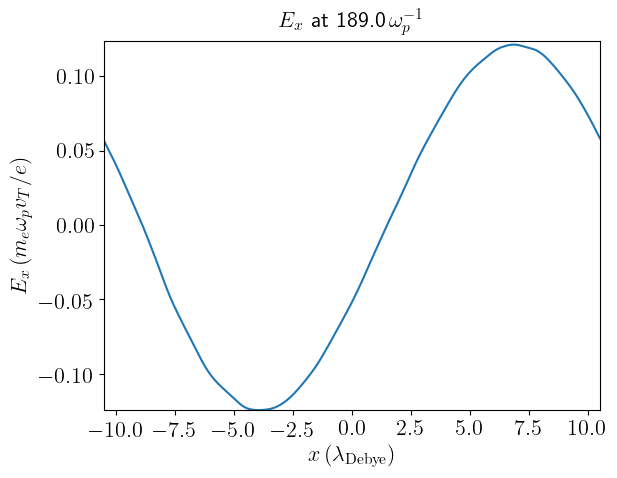 $E_x$ at 189.0 $\omega_p^{-1}$
$E_x\,(m_e\omega_p v_T/e)$
0.10
0.05
0.00
−0.05
−0.10
−10.0 −7.5 −5.0 −2.5 0.0 2.5 5.0 7.5 10.0
$x\,(\lambda_{\mathrm{Debye}})$